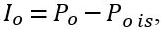 I_o = P_o − P_{o is},